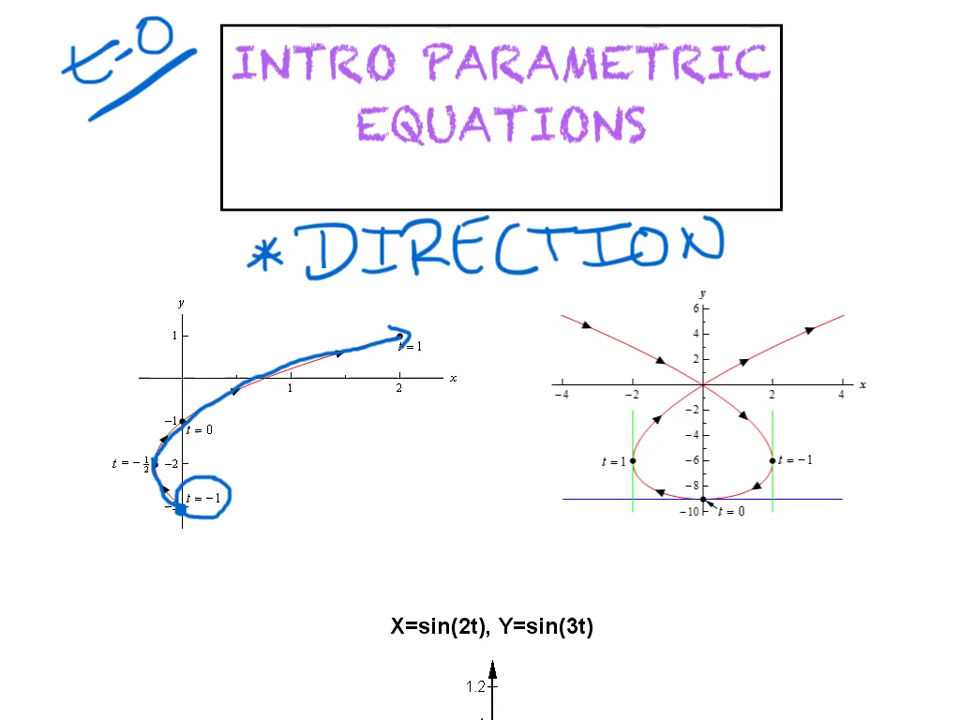 t=0
INTRO PARAMETRIC
EQUATIONS
* DIRECTION
y
1
t = 1
x
1
2
−1
t = 0
t = −1/2
−2
t = −1
y
6
4
2
x
−4
−2
2
4
−2
−4
t = 1
−6
t = −1
−8
−10
t = 0
X=sin(2t), Y=sin(3t)
1.2